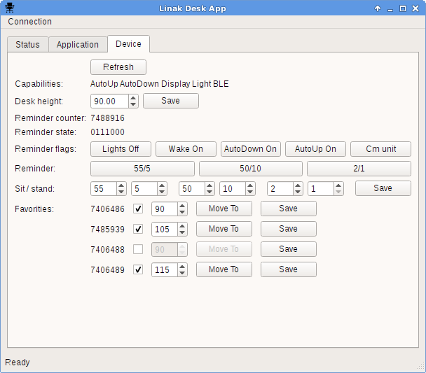 Linak Desk App
Connection
Status Application Device
Refresh
Capabilities: AutoUp AutoDown Display Light BLE
Desk height: 90.00 Save
Reminder counter: 7488916
Reminder state: 0111000
Reminder flags: Lights Off Wake On AutoDown On AutoUp On Cm unit
Reminder: 55/5 50/10 2/1
Sit / stand: 55 5 50 10 2 1 Save
Favorities: 7406486 90 Move To Save
7485939 105 Move To Save
7406488 90 Move To Save
7406489 115 Move To Save
Ready